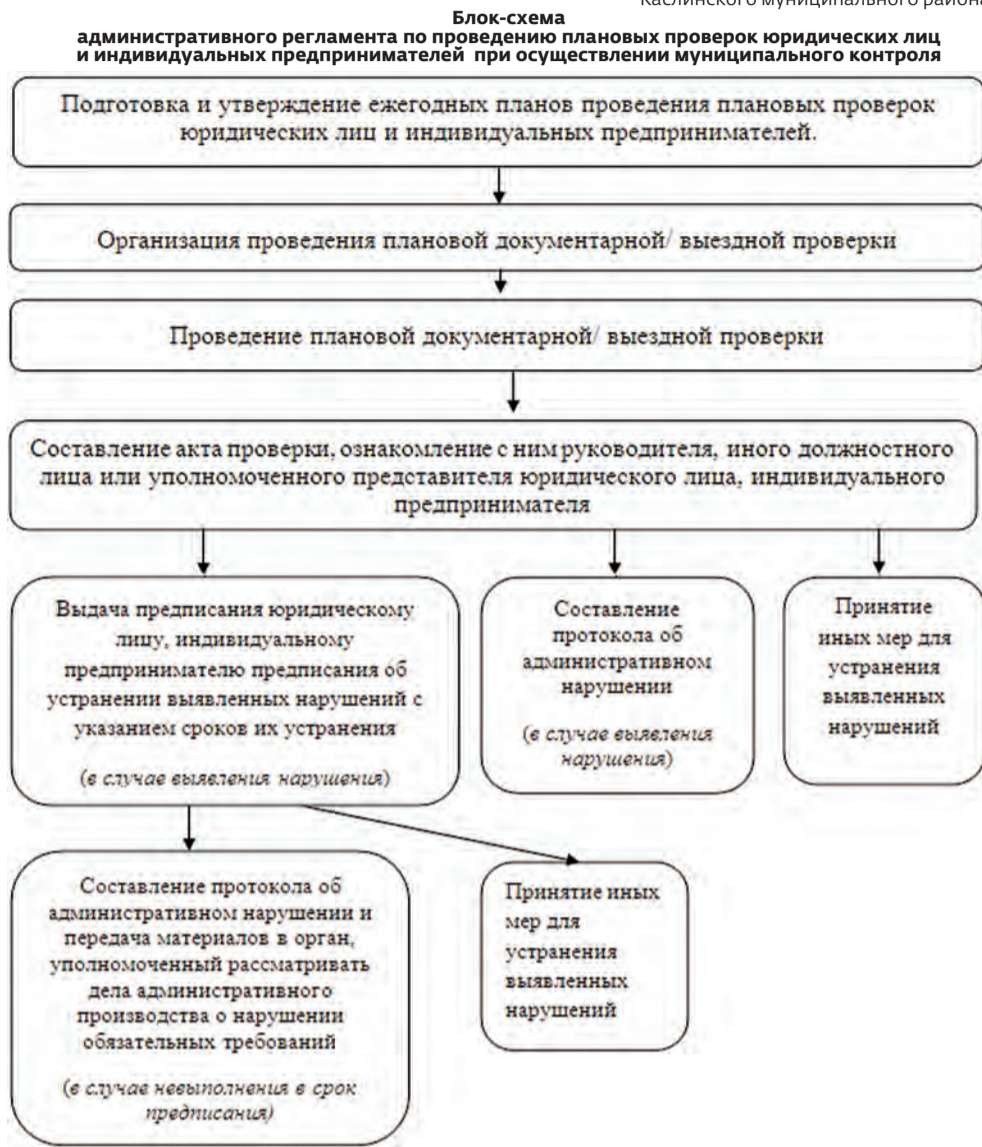 Каслинского муниципального района
Блок-схема
административного регламента по проведению плановых проверок юридических лиц
и индивидуальных предпринимателей при осуществлении муниципального контроля
Подготовка и утверждение ежегодных планов проведения плановых проверок
юридических лиц и индивидуальных предпринимателей.
Организация проведения плановой документарной/ выездной проверки
Проведение плановой документарной/ выездной проверки
Составление акта проверки, ознакомление с ним руководителя, иного должностного
лица или уполномоченного представителя юридического лица, индивидуального
предпринимателя
Выдача предписания юридическому
лицу, индивидуальному
предпринимателю предписания об
устранении выявленных нарушений с
указанием сроков их устранения
(в случае выявления нарушения)
Составление
протокола об
административном
нарушении
(в случае выявления
нарушения)
Принятие
иных мер для
устранения
выявленных
нарушений
Составление протокола об
административном нарушении и
передача материалов в орган,
уполномоченный рассматривать
дела административного
производства о нарушении
обязательных требований
(в случае невыполнения в срок
предписания)
Принятие иных
мер для
устранения
выявленных
нарушений